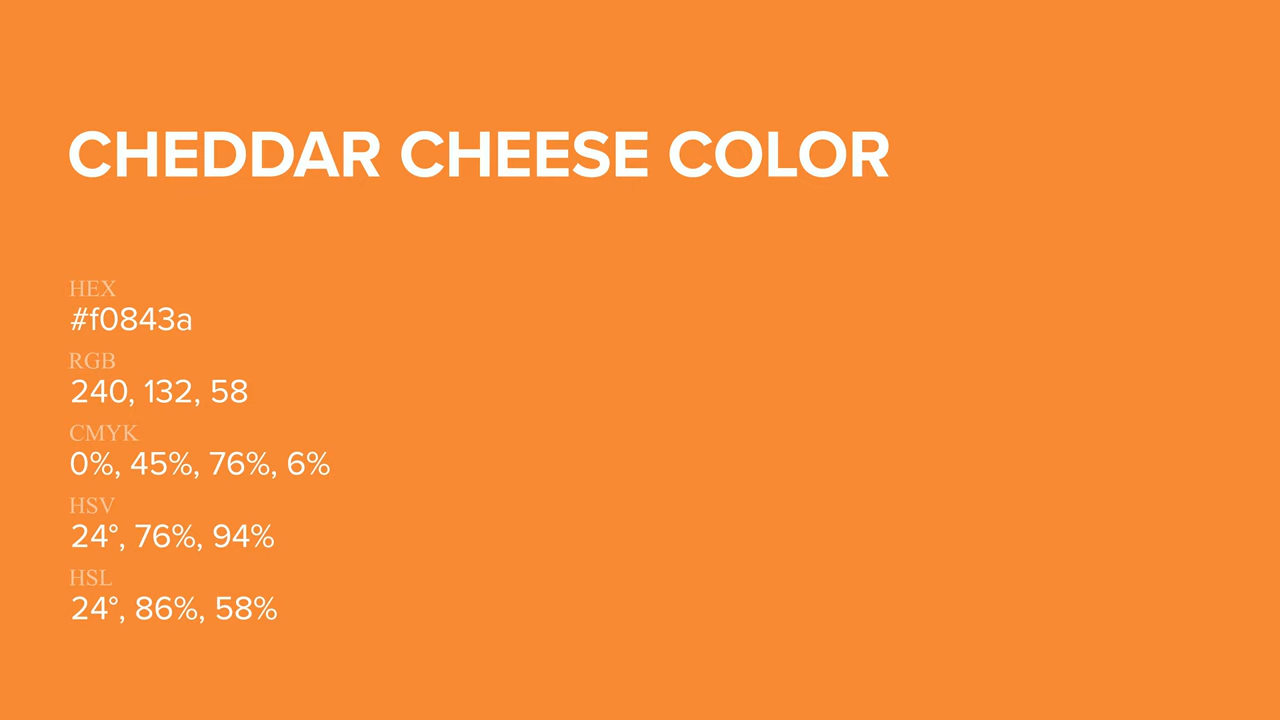 CHEDDAR CHEESE COLOR
HEX
#f0843a
RGB
240, 132, 58
CMYK
0%, 45%, 76%, 6%
HSV
24°, 76%, 94%
HSL
24°, 86%, 58%